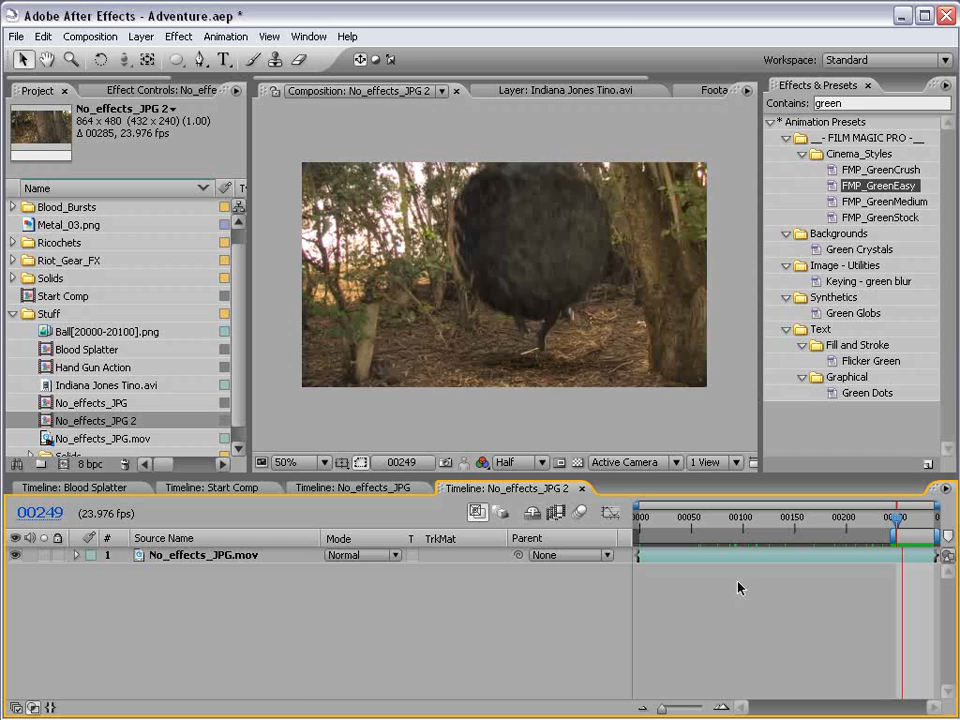 Adobe After Effects - Adventure.aep *
File Edit Composition Layer Effect Animation View Window Help
Workspace: Standard
Project Effect Controls: No_effe
Composition: No_effects_JPG 2 Layer: Indiana Jones Tino.avi Foota
Effects & Presets
No_effects_JPG 2
864 x 480 (432 x 240) (1.00)
Δ 00285, 23.976 fps)
Contains: green
* Animation Presets
__- FILM MAGIC PRO -__
Cinema_Styles
FMP_GreenCrush
FMP_GreenEasy
FMP_GreenMedium
FMP_GreenStock
Backgrounds
Green Crystals
Image - Utilities
Keying - green blur
Synthetics
Green Globs
Text
Fill and Stroke
Flicker Green
Graphical
Green Dots
Name T
Blood_Bursts
Metal_03.png
Ricochets
Riot_Gear_FX
Solids
Start Comp
Stuff
Ball[20000-20100].png
Blood Splatter
Hand Gun Action
Indiana Jones Tino.avi
No_effects_JPG
No_effects_JPG 2
No_effects_JPG.mov
8 bpc
50% 00249 Half Active Camera 1 View
Timeline: Blood Splatter Timeline: Start Comp Timeline: No_effects_JPG Timeline: No_effects_JPG 2
00249 (23.976 fps)
0000 00050 00100 00150 00200
# Source Name Mode T TrkMat Parent
1 No_effects_JPG.mov Normal None